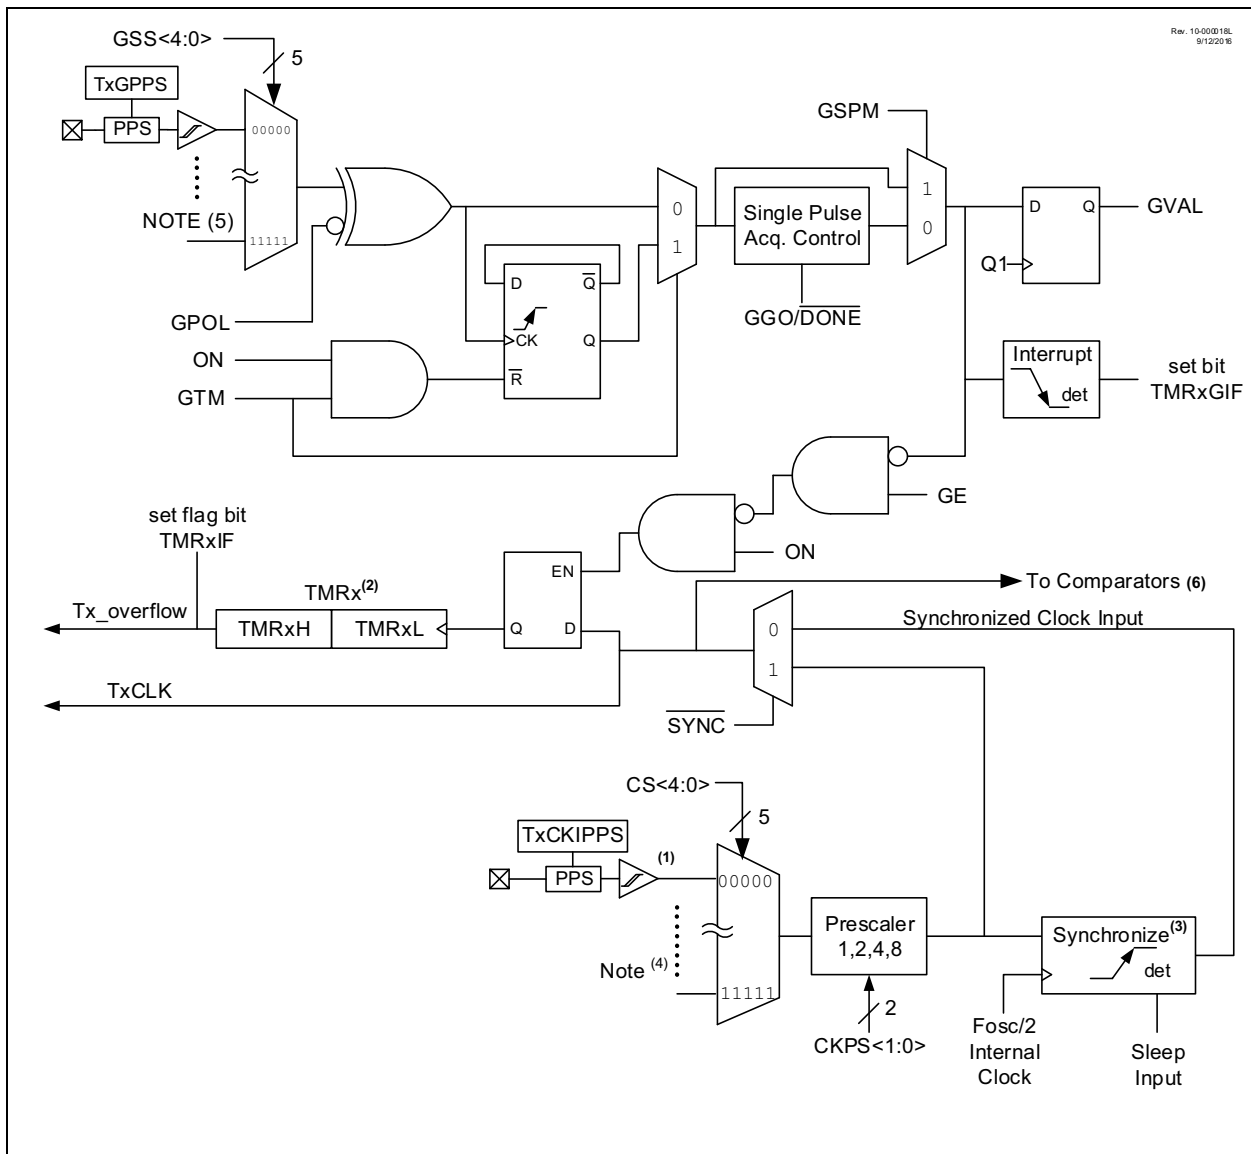 Rev. 10-000018L
9/12/2016
GSS<4:0>
5
TxGPPS
PPS
00000
NOTE (5)
11111
GPOL
ON
GTM
D
Q
CK
Q
R
0
1
GSPM
Single Pulse
Acq. Control
GGO/DONE
1
0
D
Q
Q1
GVAL
Interrupt
det
set bit
TMRxGIF
GE
ON
set flag bit
TMRxIF
TMRx(2)
Tx_overflow
TMRxH
TMRxL
EN
Q
D
To Comparators (6)
Synchronized Clock Input
0
1
TxCLK
SYNC
CS<4:0>
5
TxCKIPPS
PPS
(1)
00000
Note (4)
11111
Prescaler
1,2,4,8
2
CKPS<1:0>
Synchronize(3)
det
Fosc/2
Internal
Clock
Sleep
Input